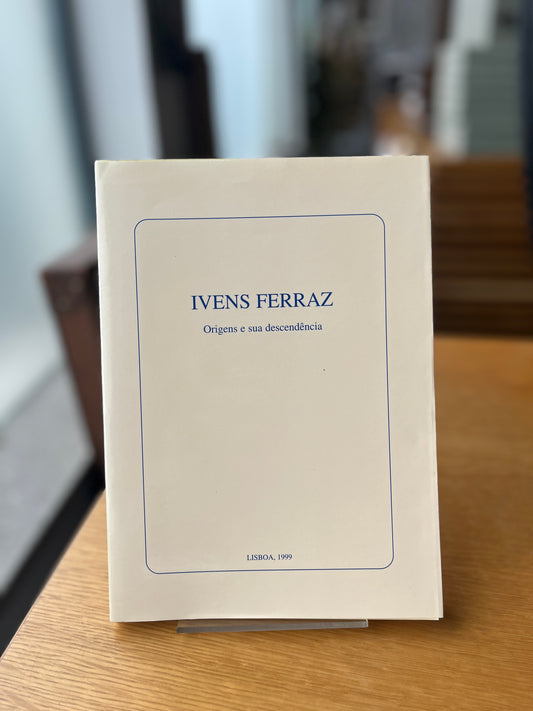 IVENS FERRAZ
Origens e sua descendência
LISBOA, 1999